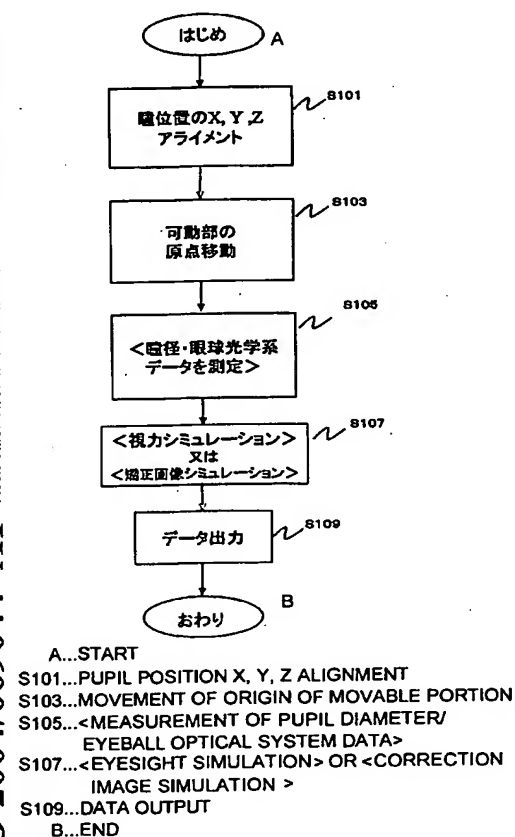 はじめ
A
S101
瞳位置のX, Y ,Z
アライメント
S103
可動部の
原点移動
S105
<瞳径・眼球光学系
データを測定>
S107
<視力シミュレーション>
又は
<矯正画像シミュレーション>
S109
データ出力
B
おわり
A...START
S101...PUPIL POSITION X, Y, Z ALIGNMENT
S103...MOVEMENT OF ORIGIN OF MOVABLE PORTION
S105...<MEASUREMENT OF PUPIL DIAMETER/
EYEBALL OPTICAL SYSTEM DATA>
S107...<EYESIGHT SIMULATION> OR <CORRECTION
IMAGE SIMULATION >
S109...DATA OUTPUT
B...END